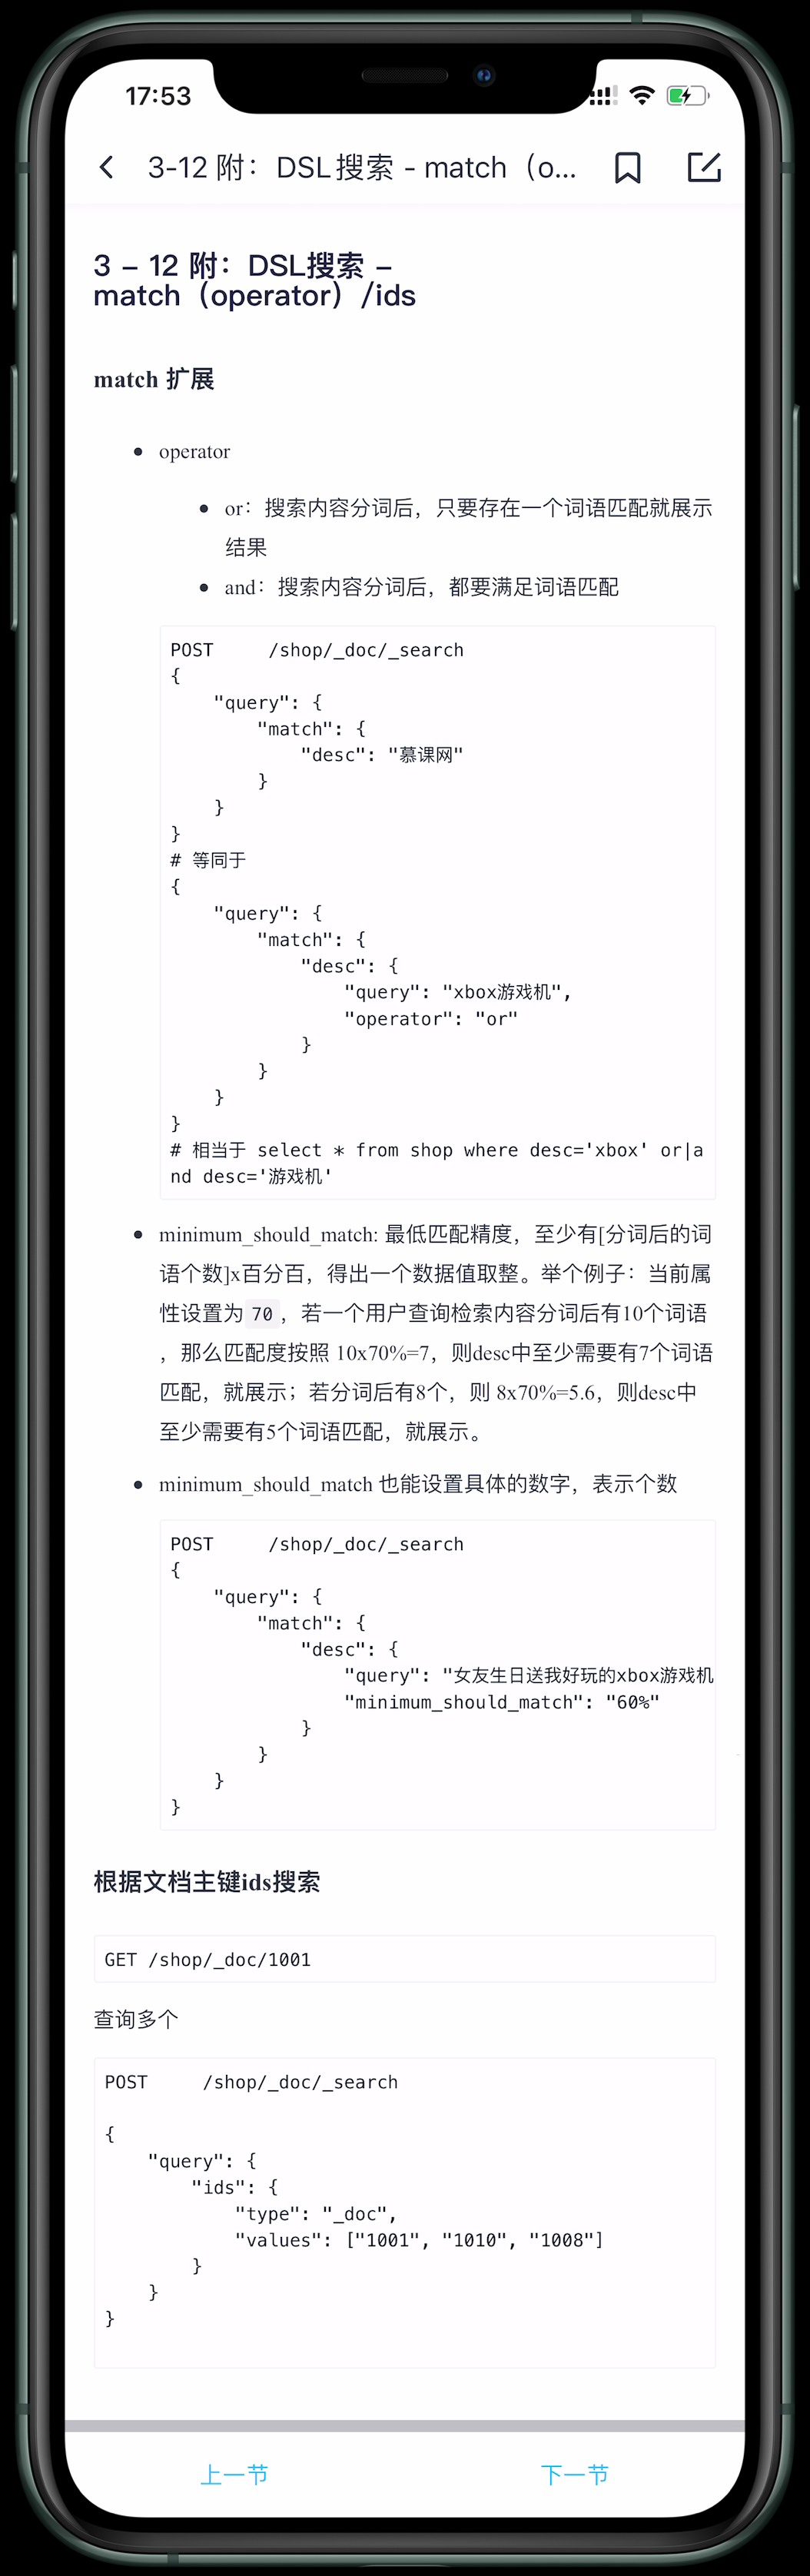 17:53
3-12 附：DSL搜索 - match（o...
3 – 12 附：DSL搜索 –
match（operator）/ids
match 扩展
operator
or：搜索内容分词后，只要存在一个词语匹配就展示
结果
and：搜索内容分词后，都要满足词语匹配
POST     /shop/_doc/_search
{
    "query": {
        "match": {
            "desc": "慕课网"
        }
    }
}
# 等同于
{
    "query": {
        "match": {
            "desc": {
                "query": "xbox游戏机",
                "operator": "or"
            }
        }
    }
}
# 相当于 select * from shop where desc='xbox' or|a
nd desc='游戏机'
minimum_should_match: 最低匹配精度，至少有[分词后的词
语个数]x百分百，得出一个数据值取整。举个例子：当前属
性设置为 70 ，若一个用户查询检索内容分词后有10个词语
，那么匹配度按照 10x70%=7，则desc中至少需要有7个词语
匹配，就展示；若分词后有8个，则 8x70%=5.6，则desc中
至少需要有5个词语匹配，就展示。
minimum_should_match 也能设置具体的数字，表示个数
POST     /shop/_doc/_search
{
    "query": {
        "match": {
            "desc": {
                "query": "女友生日送我好玩的xbox游戏机
                "minimum_should_match": "60%"
            }
        }
    }
}
根据文档主键ids搜索
GET /shop/_doc/1001
查询多个
POST     /shop/_doc/_search
{
    "query": {
        "ids": {
            "type": "_doc",
            "values": ["1001", "1010", "1008"]
        }
    }
}
上一节
下一节